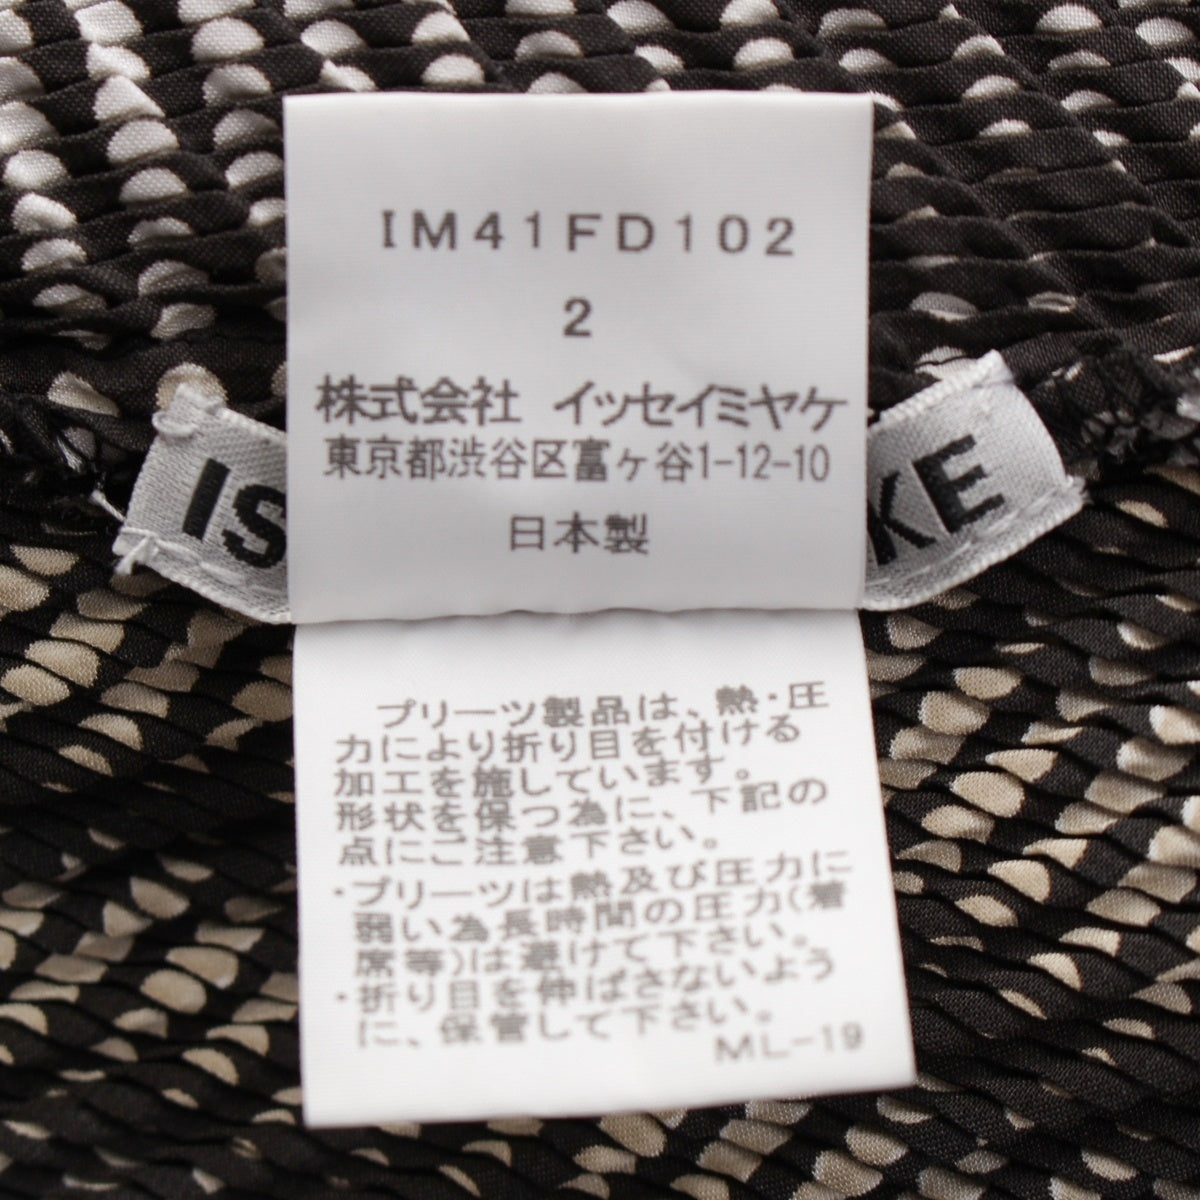 IM41FD102
2
株式会社 イッセイミヤケ
東京都渋谷区富ヶ谷1-12-10
日本製
IS KE
プリーツ製品は、熱・圧
力により折り目を付ける
加工を施しています。
形状を保つ為に、下記の
点にご注意下さい。
・プリーツは熱及び圧力に
弱い為長時間の圧力(着
席等)は避けて下さい。
・折り目を伸ばさないよう
に、保管して下さい。
ML-19